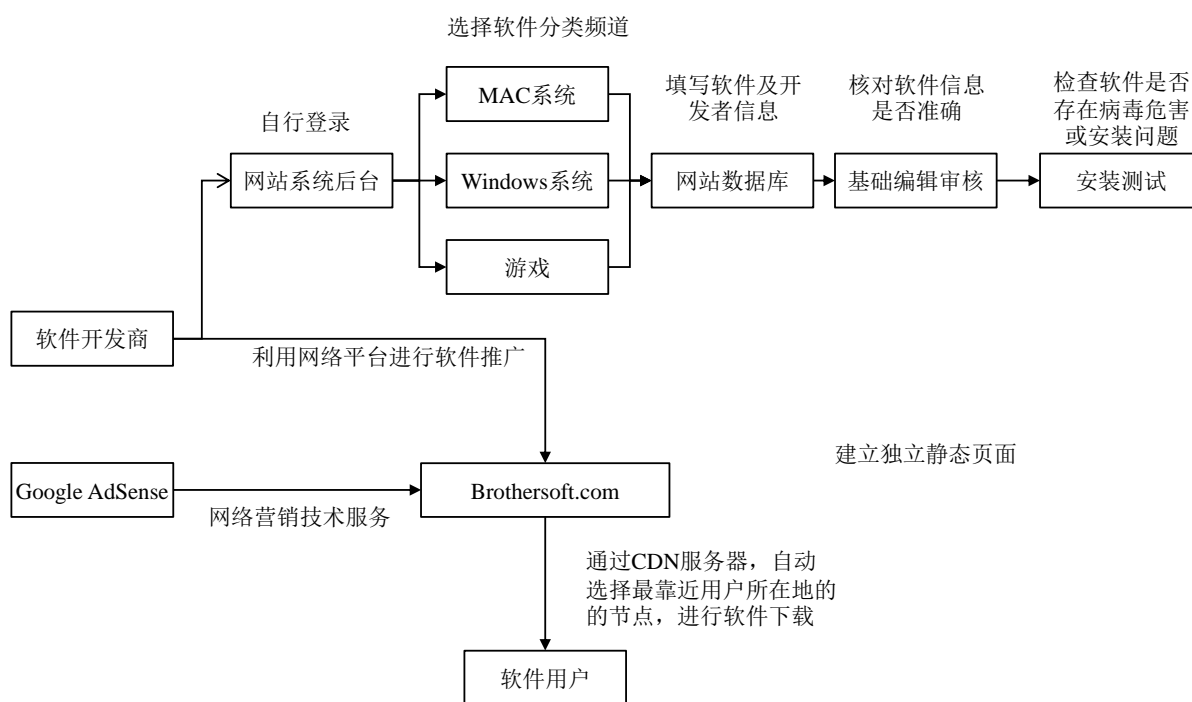 选择软件分类频道
MAC系统
填写软件及开
发者信息
核对软件信息
是否准确
检查软件是否
存在病毒危害
或安装问题
自行登录
网站系统后台
Windows系统
网站数据库
基础编辑审核
安装测试
游戏
软件开发商
利用网络平台进行软件推广
建立独立静态页面
Google AdSense
Brothersoft.com
网络营销技术服务
通过CDN服务器，自动
选择最靠近用户所在地的
的节点，进行软件下载
软件用户